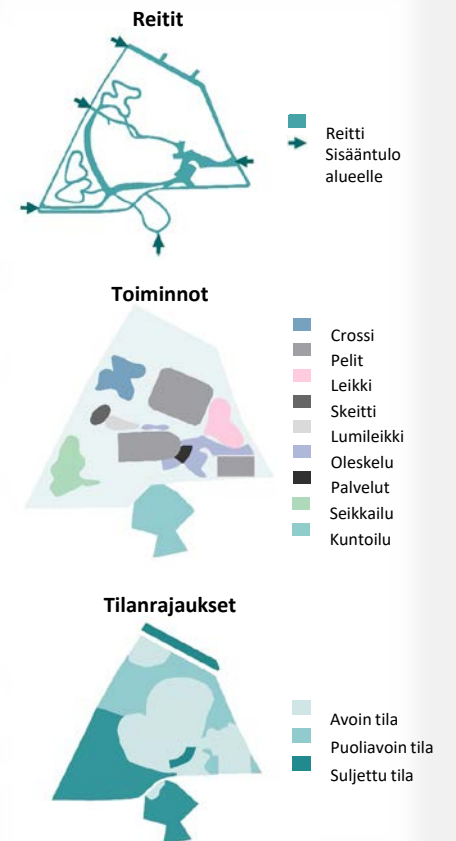 Reitit
Reitti
Sisääntulo
alueelle
Toiminnot
Crossi
Pelit
Leikki
Skeitti
Lumileikki
Oleskelu
Palvelut
Seikkailu
Kuntoilu
Tilanrajaukset
Avoin tila
Puoliavoin tila
Suljettu tila